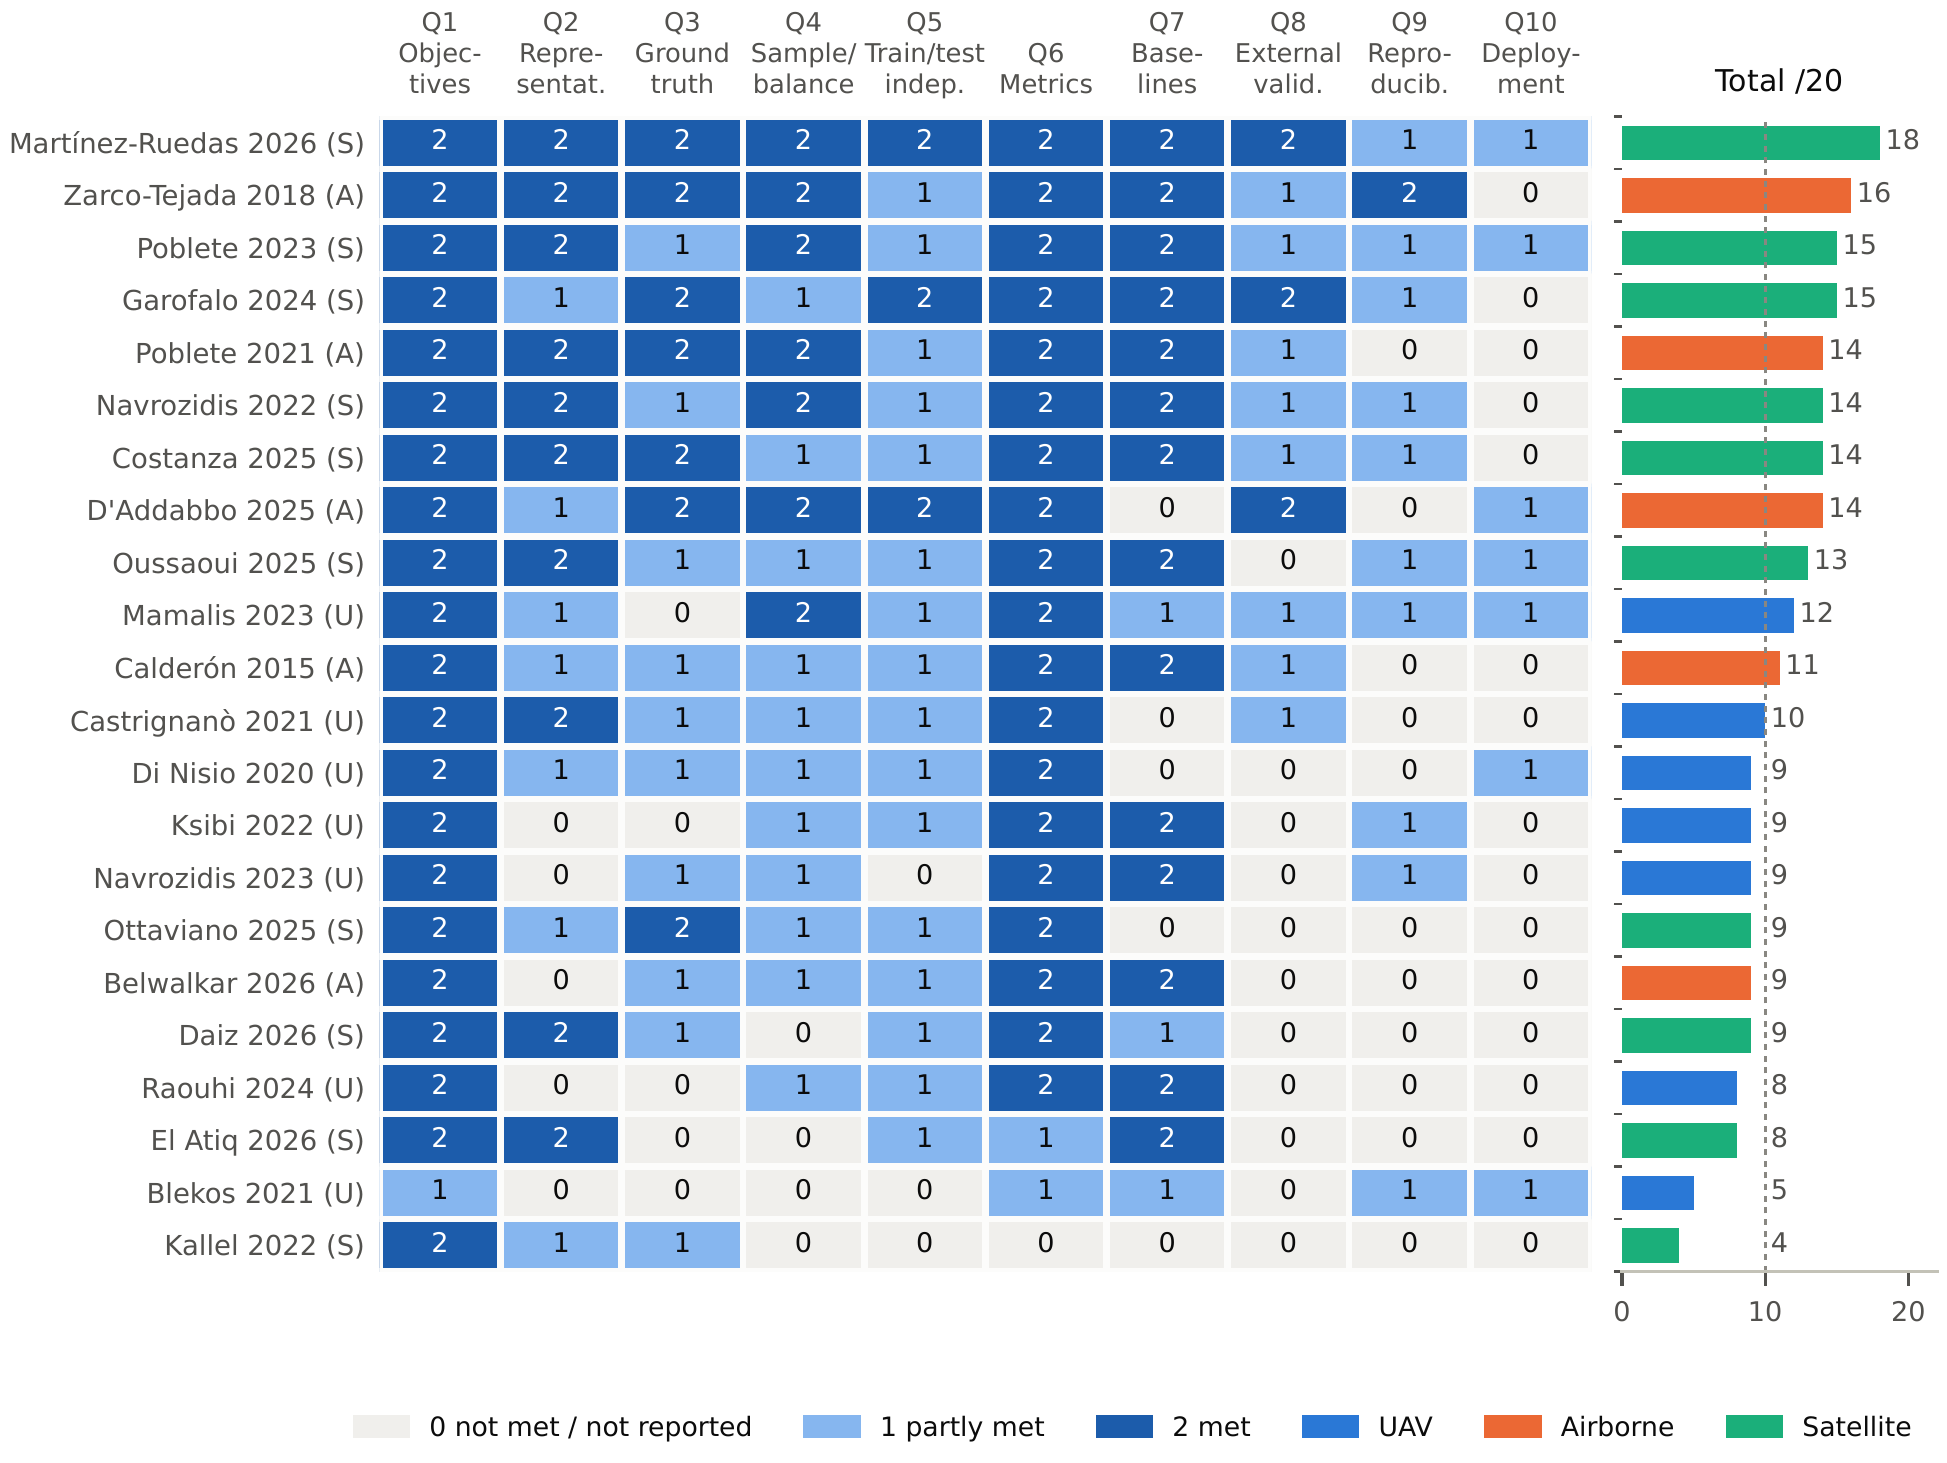 Q1 Objec- tives
Q2 Repre- sentat.
Q3 Ground truth
Q4 Sample/ balance
Q5 Train/test indep.
Q6 Metrics
Q7 Base- lines
Q8 External valid.
Q9 Repro- ducib.
Q10 Deploy- ment
Total /20
Martínez-Ruedas 2026 (S) 2 2 2 2 2 2 2 2 1 1 18
Zarco-Tejada 2018 (A) 2 2 2 2 1 2 2 1 2 0 16
Poblete 2023 (S) 2 2 1 2 1 2 2 1 1 1 15
Garofalo 2024 (S) 2 1 2 1 2 2 2 2 1 0 15
Poblete 2021 (A) 2 2 2 2 1 2 2 1 0 0 14
Navrozidis 2022 (S) 2 2 1 2 1 2 2 1 1 0 14
Costanza 2025 (S) 2 2 2 1 1 2 2 1 1 0 14
D'Addabbo 2025 (A) 2 1 2 2 2 2 0 2 0 1 14
Oussaoui 2025 (S) 2 2 1 1 1 2 2 0 1 1 13
Mamalis 2023 (U) 2 1 0 2 1 2 1 1 1 1 12
Calderón 2015 (A) 2 1 1 1 1 2 2 1 0 0 11
Castrignanò 2021 (U) 2 2 1 1 1 2 0 1 0 0 10
Di Nisio 2020 (U) 2 1 1 1 1 2 0 0 0 1 9
Ksibi 2022 (U) 2 0 0 1 1 2 2 0 1 0 9
Navrozidis 2023 (U) 2 0 1 1 0 2 2 0 1 0 9
Ottaviano 2025 (S) 2 1 2 1 1 2 0 0 0 0 9
Belwalkar 2026 (A) 2 0 1 1 1 2 2 0 0 0 9
Daiz 2026 (S) 2 2 1 0 1 2 1 0 0 0 9
Raouhi 2024 (U) 2 0 0 1 1 2 2 0 0 0 8
El Atiq 2026 (S) 2 2 0 0 1 1 2 0 0 0 8
Blekos 2021 (U) 1 0 0 0 0 1 1 0 1 1 5
Kallel 2022 (S) 2 1 1 0 0 0 0 0 0 0 4
0 10 20
0 not met / not reported 1 partly met 2 met UAV Airborne Satellite